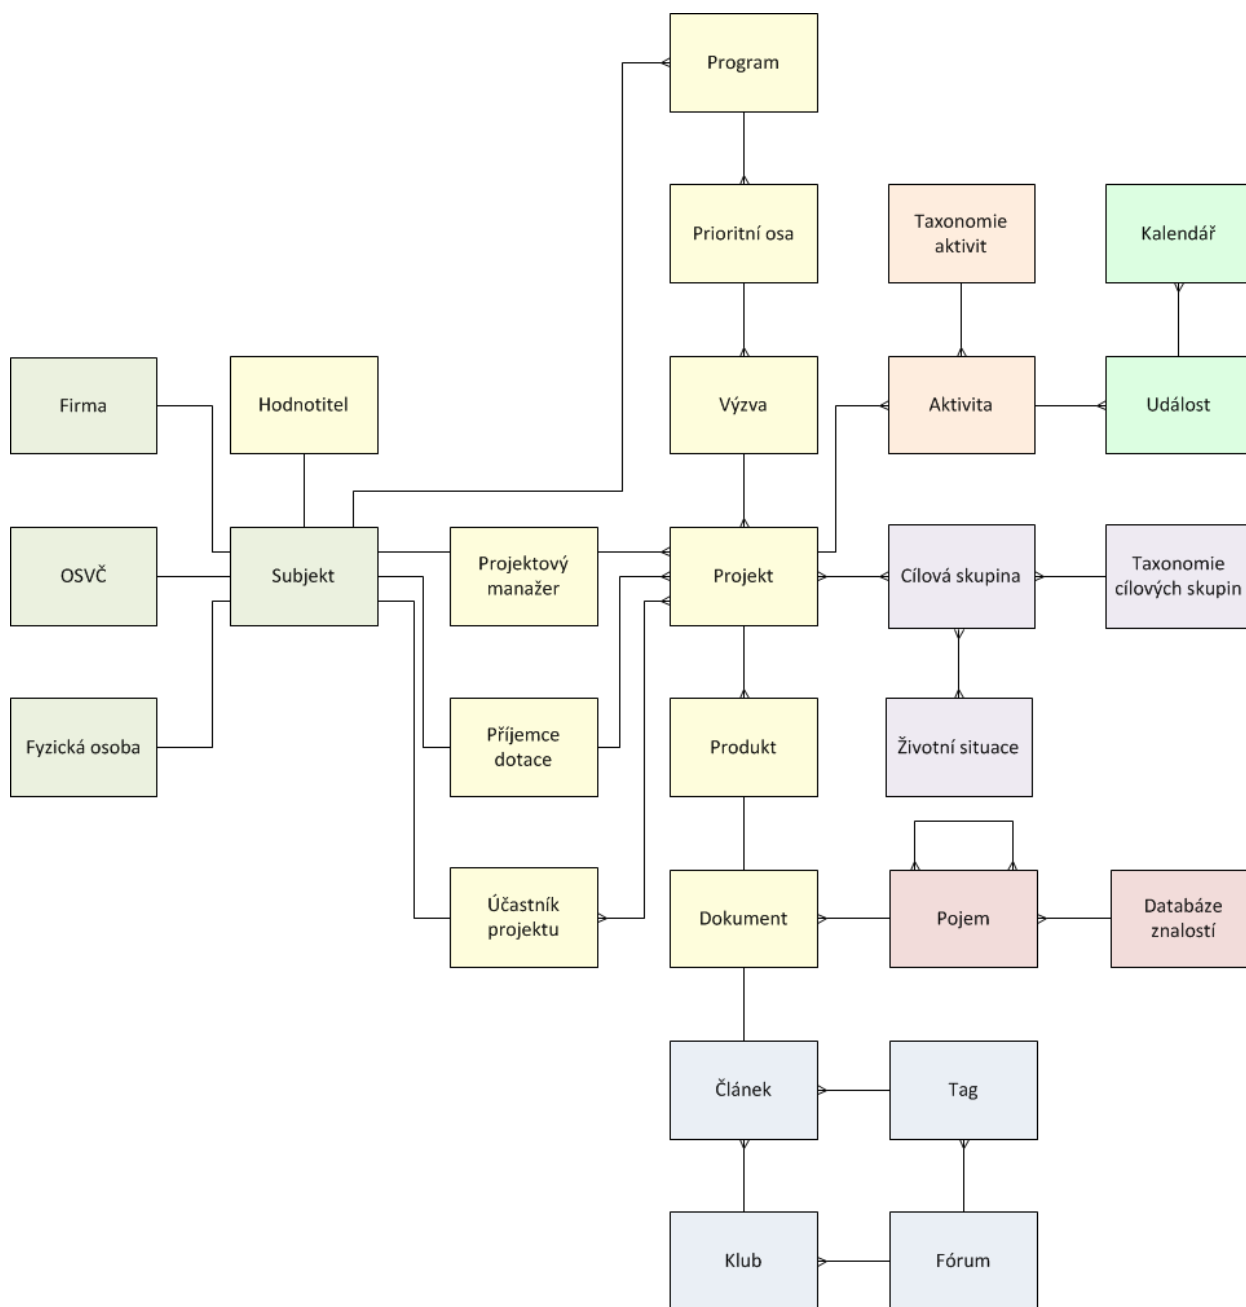 Program
Prioritní osa
Taxonomie
aktivit
Kalendář
Firma
Hodnotitel
Výzva
Aktivita
Událost
OSVČ
Subjekt
Projektový
manažer
Projekt
Cílová skupina
Taxonomie
cílových skupin
Fyzická osoba
Příjemce
dotace
Produkt
Životní situace
Účastník
projektu
Dokument
Pojem
Databáze
znalostí
Článek
Tag
Klub
Fórum